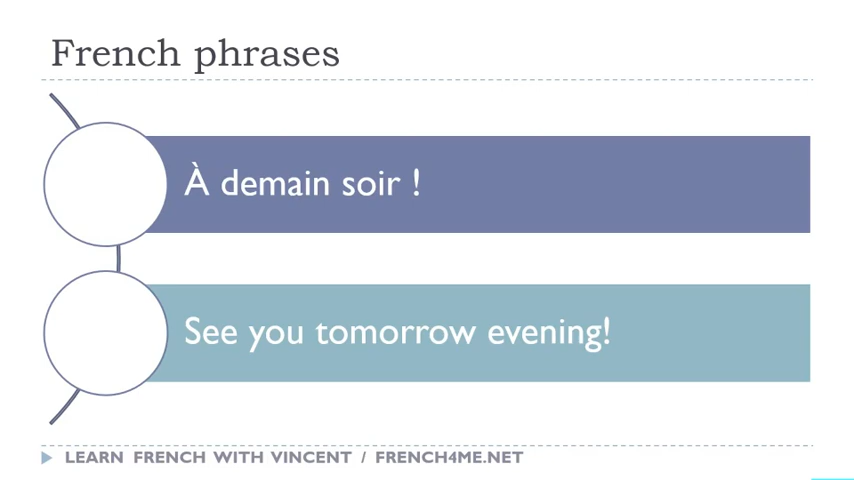 French phrases
À demain soir !
See you tomorrow evening!
LEARN FRENCH WITH VINCENT / FRENCH4ME.NET